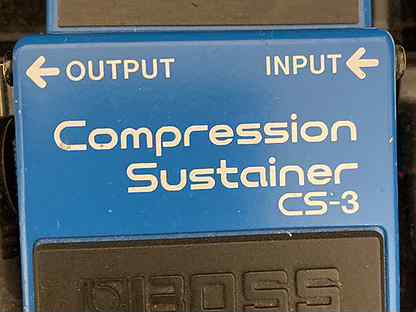 OUTPUT INPUT
Compression
Sustainer
CS-3
BOSS